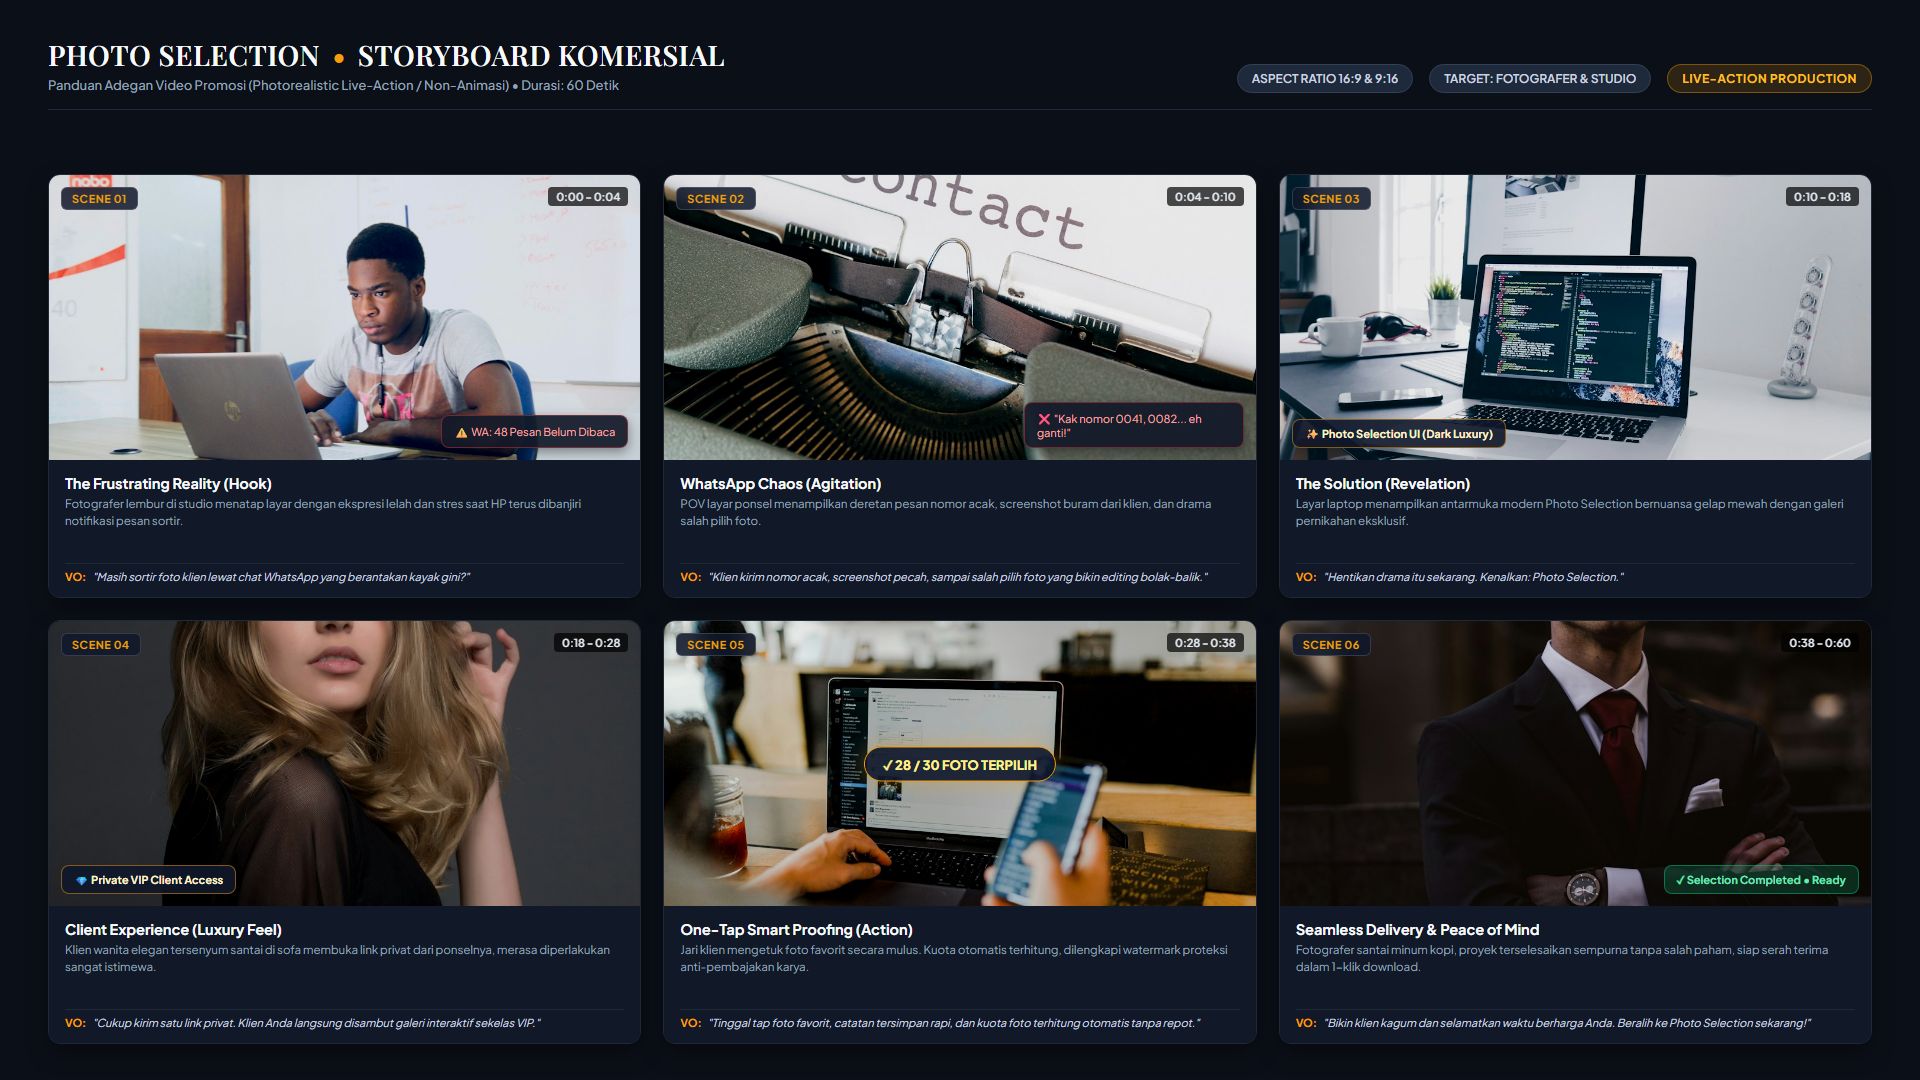 PHOTO SELECTION • STORYBOARD KOMERSIAL
Panduan Adegan Video Promosi (Photorealistic Live-Action / Non-Animasi) • Durasi: 60 Detik
ASPECT RATIO 16:9 & 9:16
TARGET: FOTOGRAFER & STUDIO
LIVE-ACTION PRODUCTION
nobo
SCENE 01
0:00 - 0:04
40
⚠️ WA: 48 Pesan Belum Dibaca
The Frustrating Reality (Hook)
Fotografer lembur di studio menatap layar dengan ekspresi lelah dan stres saat HP terus dibanjiri
notifikasi pesan sortir.
VO: "Masih sortir foto klien lewat chat WhatsApp yang berantakan kayak gini?"
contact
SCENE 02
0:04 - 0:10
❌ "Kak nomor 0041, 0082... eh
ganti!"
WhatsApp Chaos (Agitation)
POV layar ponsel menampilkan deretan pesan nomor acak, screenshot buram dari klien, dan drama
salah pilih foto.
VO: "Klien kirim nomor acak, screenshot pecah, sampai salah pilih foto yang bikin editing bolak-balik."
SCENE 03
0:10 - 0:18
✨ Photo Selection UI (Dark Luxury)
The Solution (Revelation)
Layar laptop menampilkan antarmuka modern Photo Selection bernuansa gelap mewah dengan galeri
pernikahan eksklusif.
VO: "Hentikan drama itu sekarang. Kenalkan: Photo Selection."
SCENE 04
0:18 - 0:28
💎 Private VIP Client Access
Client Experience (Luxury Feel)
Klien wanita elegan tersenyum santai di sofa membuka link privat dari ponselnya, merasa diperlakukan
sangat istimewa.
VO: "Cukup kirim satu link privat. Klien Anda langsung disambut galeri interaktif sekelas VIP."
SCENE 05
0:28 - 0:38
✓ 28 / 30 FOTO TERPILIH
One-Tap Smart Proofing (Action)
Jari klien mengetuk foto favorit secara mulus. Kuota otomatis terhitung, dilengkapi watermark proteksi
anti-pembajakan karya.
VO: "Tinggal tap foto favorit, catatan tersimpan rapi, dan kuota foto terhitung otomatis tanpa repot."
SCENE 06
0:38 - 0:60
✓ Selection Completed • Ready
Seamless Delivery & Peace of Mind
Fotografer santai minum kopi, proyek terselesaikan sempurna tanpa salah paham, siap serah terima
dalam 1-klik download.
VO: "Bikin klien kagum dan selamatkan waktu berharga Anda. Beralih ke Photo Selection sekarang!"